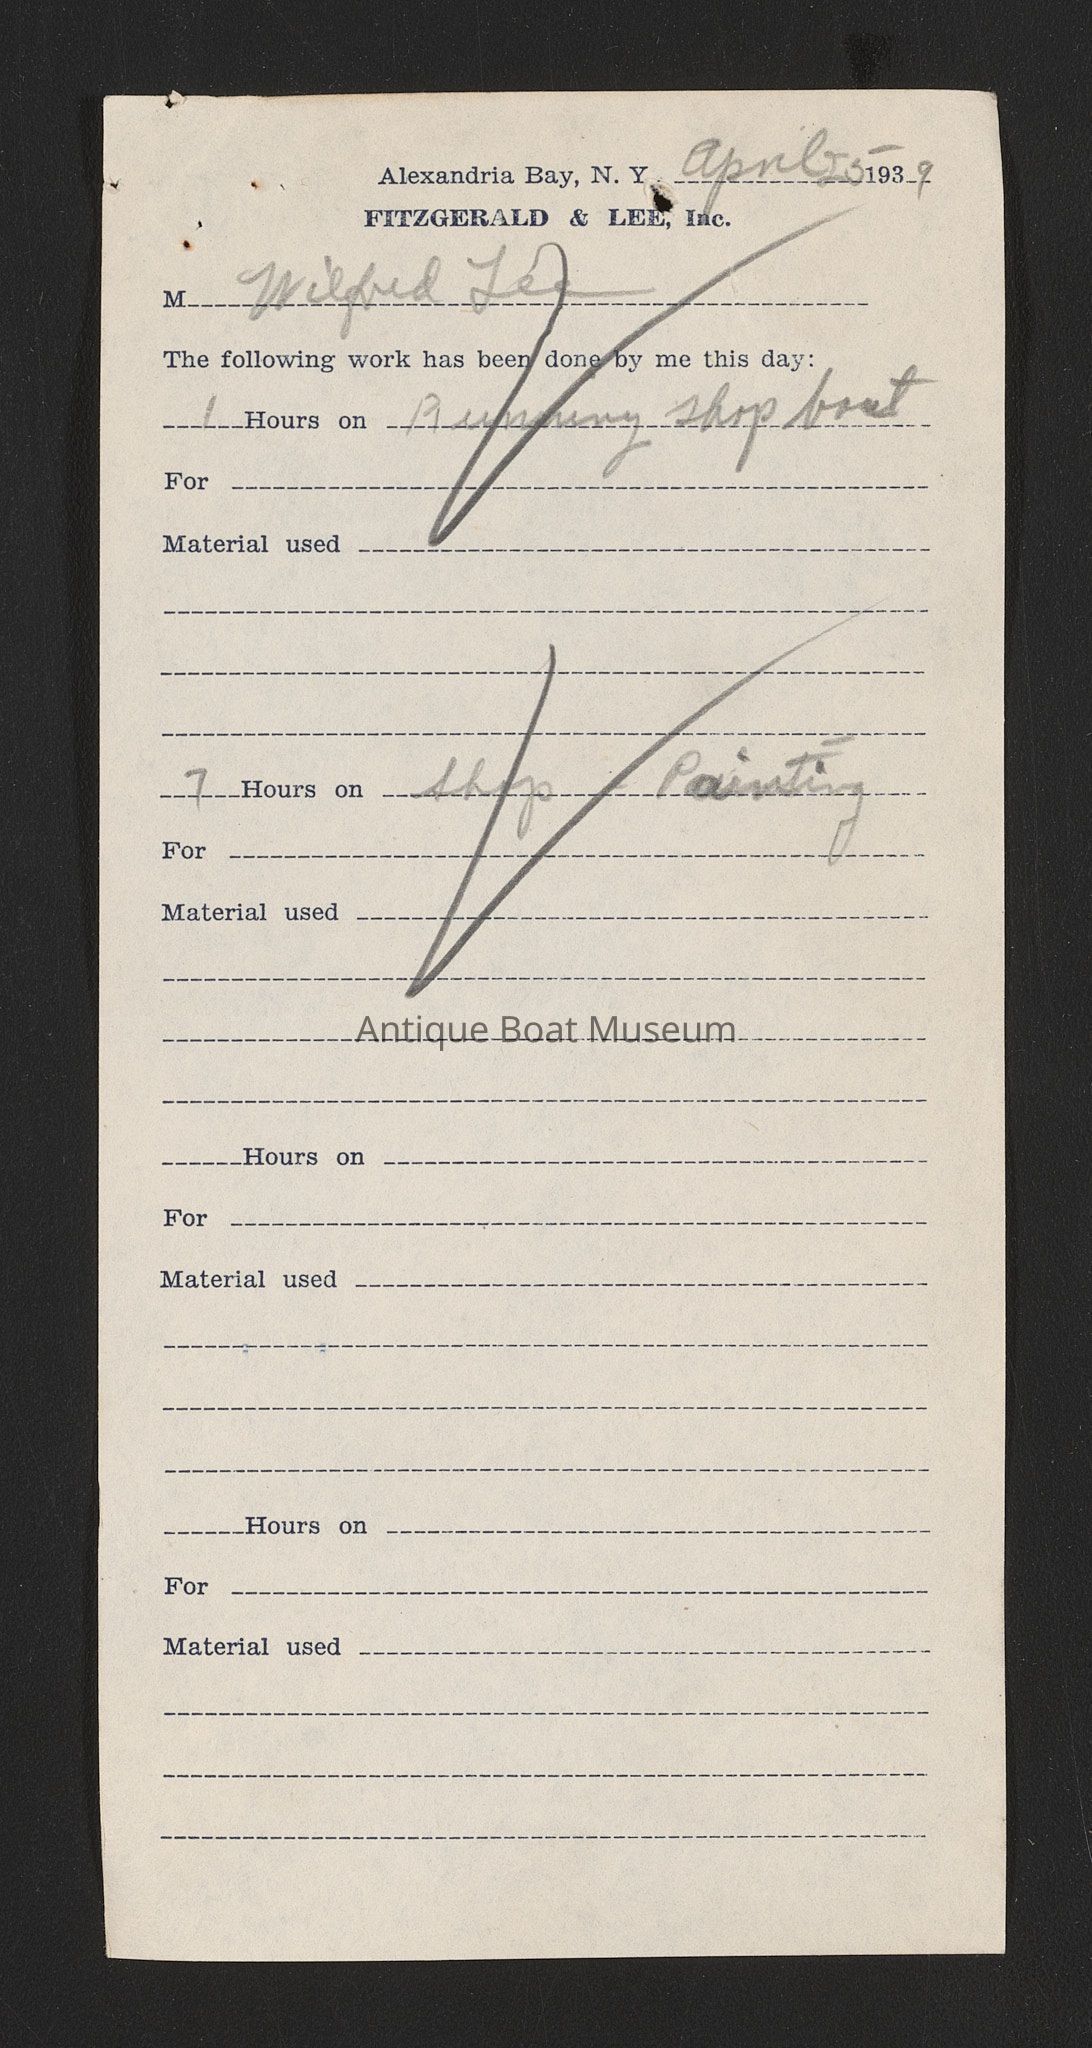 Alexandria Bay, N. Y. April 25 1939
FITZGERALD & LEE, Inc.
M Wilfred Lee
The following work has been done by me this day:
1 Hours on Running shop boat
For
Material used
7 Hours on shop - Painting
For
Material used
Antique Boat Museum
Hours on
For
Material used
Hours on
For
Material used